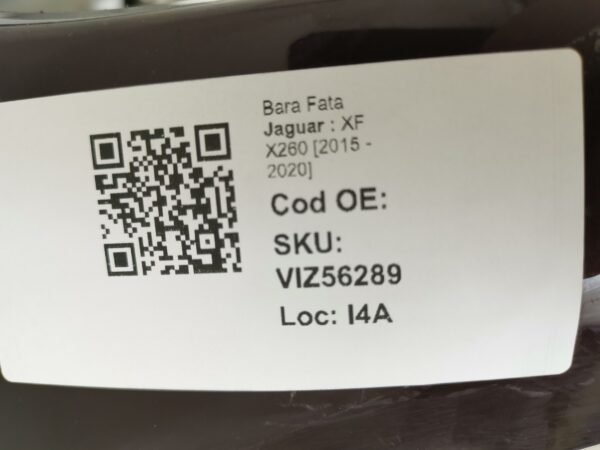 Bara Fata
Jaguar : XF
X260 [2015 -
2020]
Cod OE:
SKU:
VIZ56289
Loc: I4A